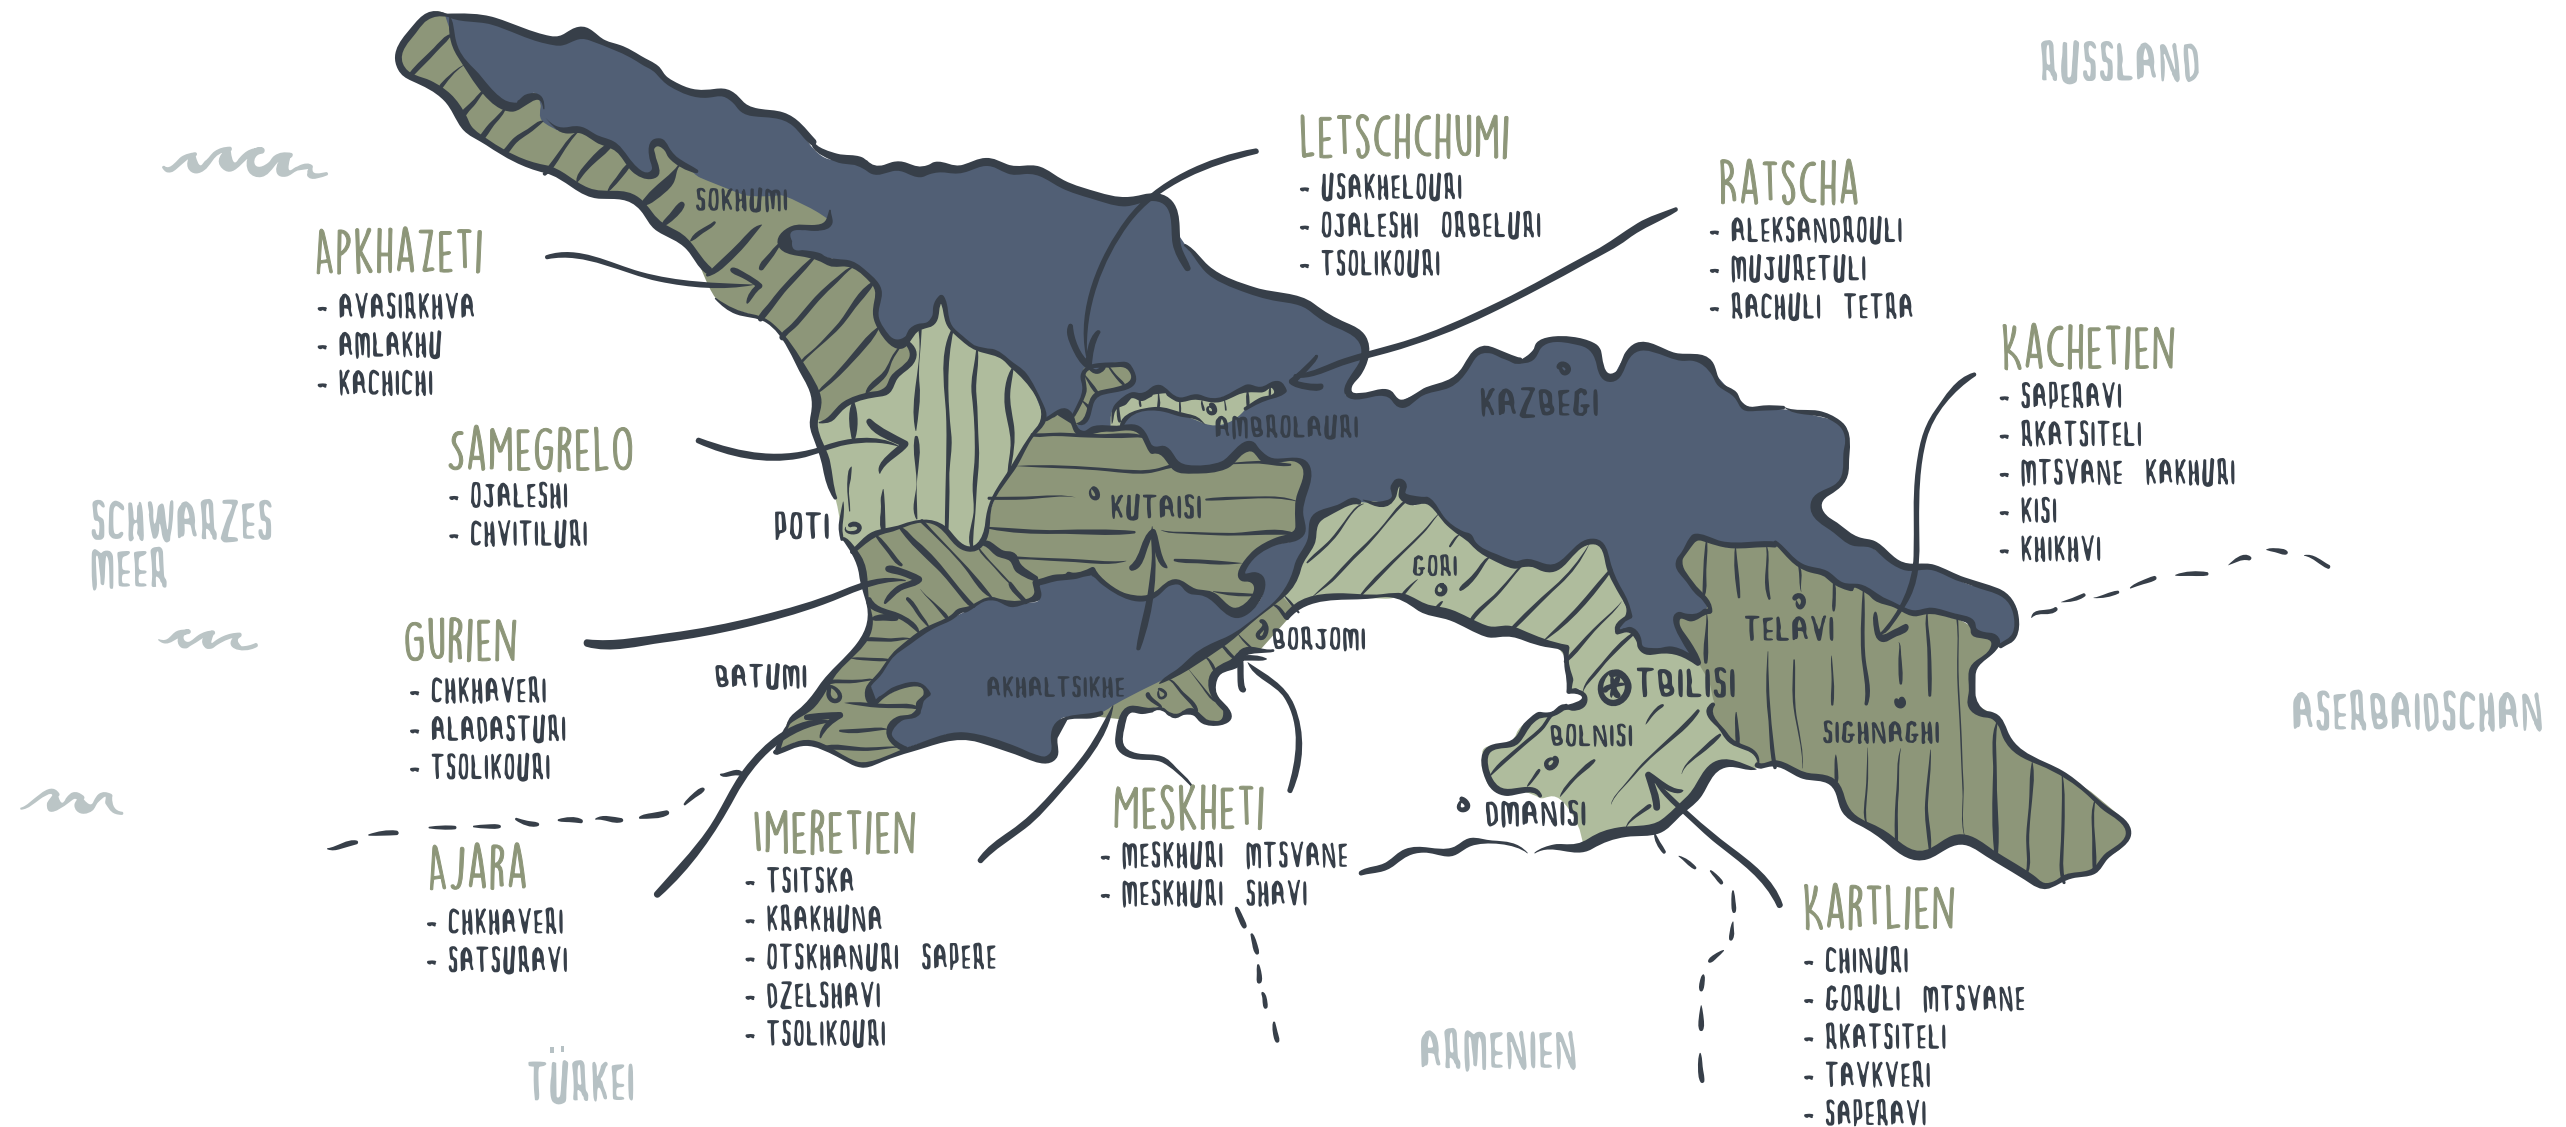 RUSSLAND
LETSCHCHUMI
- USAKHELOURI
- OJALESHI ORBELURI
- TSOLIKOURI
RATSCHA
- ALEKSANDROULI
- MUJURETULI
- RACHULI TETRA
SOKHUMI
APKHAZETI
- AVASIRKHVA
- AMLAKHU
- KACHICHI
KACHETIEN
- SAPERAVI
- RKATSITELI
- MTSVANE KAKHURI
- KISI
- KHIKHVI
KAZBEGI
AMBROLAURI
SAMEGRELO
- OJALESHI
- CHVITILURI
SCHWARZES
MEER
POTI
KUTAISI
GORI
GURIEN
- CHKHAVERI
- ALADASTURI
- TSOLIKOURI
BATUMI
AKHALTSIKHE
BORJOMI
TELAVI
TBILISI
SIGHNAGHI
BOLNISI
DMANISI
ASERBAIDSCHAN
AJARA
- CHKHAVERI
- SATSURAVI
IMERETIEN
- TSITSKA
- KRAKHUNA
- OTSKHANURI SAPERE
- DZELSHAVI
- TSOLIKOURI
MESKHETI
- MESKHURI MTSVANE
- MESKHURI SHAVI
KARTLIEN
- CHINURI
- GORULI MTSVANE
- RKATSITELI
- TAVKVERI
- SAPERAVI
TÜRKEI
ARMENIEN